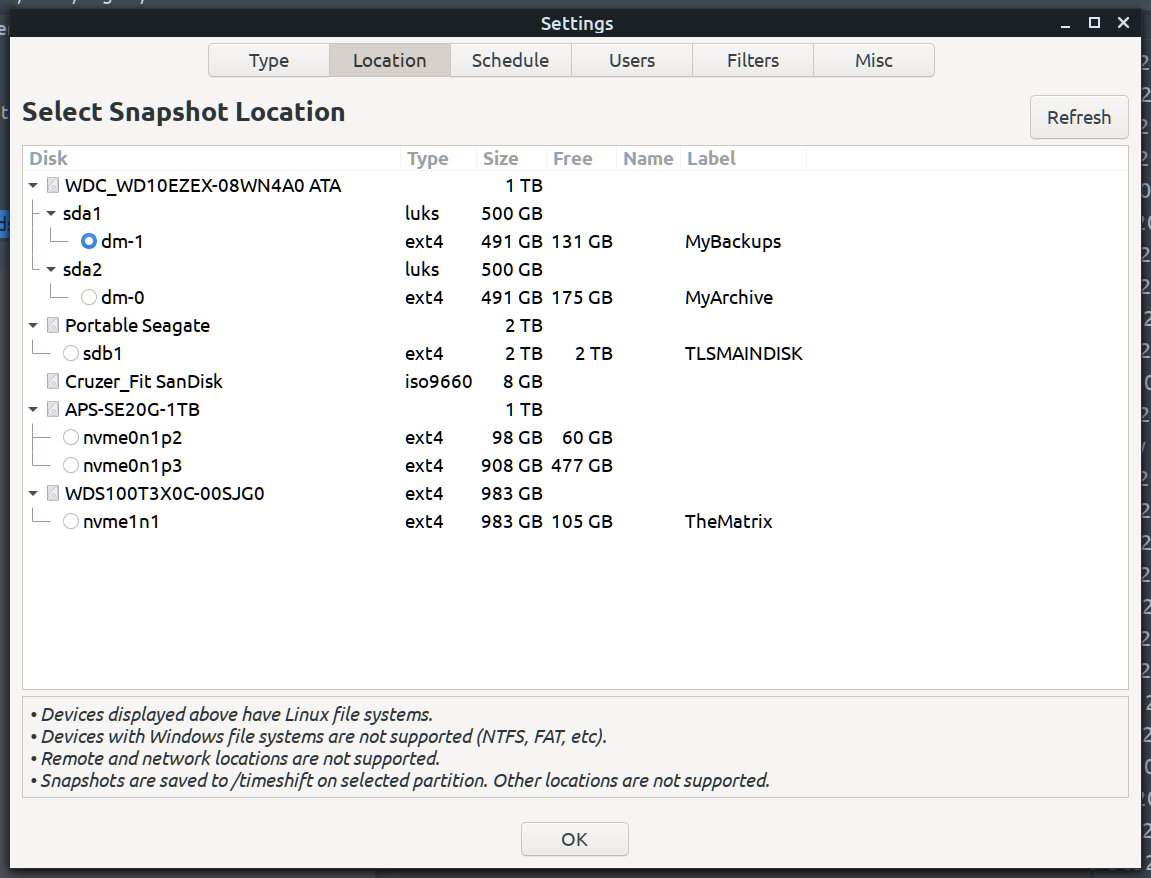 Settings
Type Location Schedule Users Filters Misc
Select Snapshot Location
Refresh
Disk Type Size Free Name Label
WDC_WD10EZEX-08WN4A0 ATA 1 TB
sda1 luks 500 GB
dm-1 ext4 491 GB 131 GB MyBackups
sda2 luks 500 GB
dm-0 ext4 491 GB 175 GB MyArchive
Portable Seagate 2 TB
sdb1 ext4 2 TB 2 TB TLSMAINDISK
Cruzer_Fit SanDisk iso9660 8 GB
APS-SE20G-1TB 1 TB
nvme0n1p2 ext4 98 GB 60 GB
nvme0n1p3 ext4 908 GB 477 GB
WDS100T3X0C-00SJG0 ext4 983 GB
nvme1n1 ext4 983 GB 105 GB TheMatrix
• Devices displayed above have Linux file systems.
• Devices with Windows file systems are not supported (NTFS, FAT, etc).
• Remote and network locations are not supported.
• Snapshots are saved to /timeshift on selected partition. Other locations are not supported.
OK